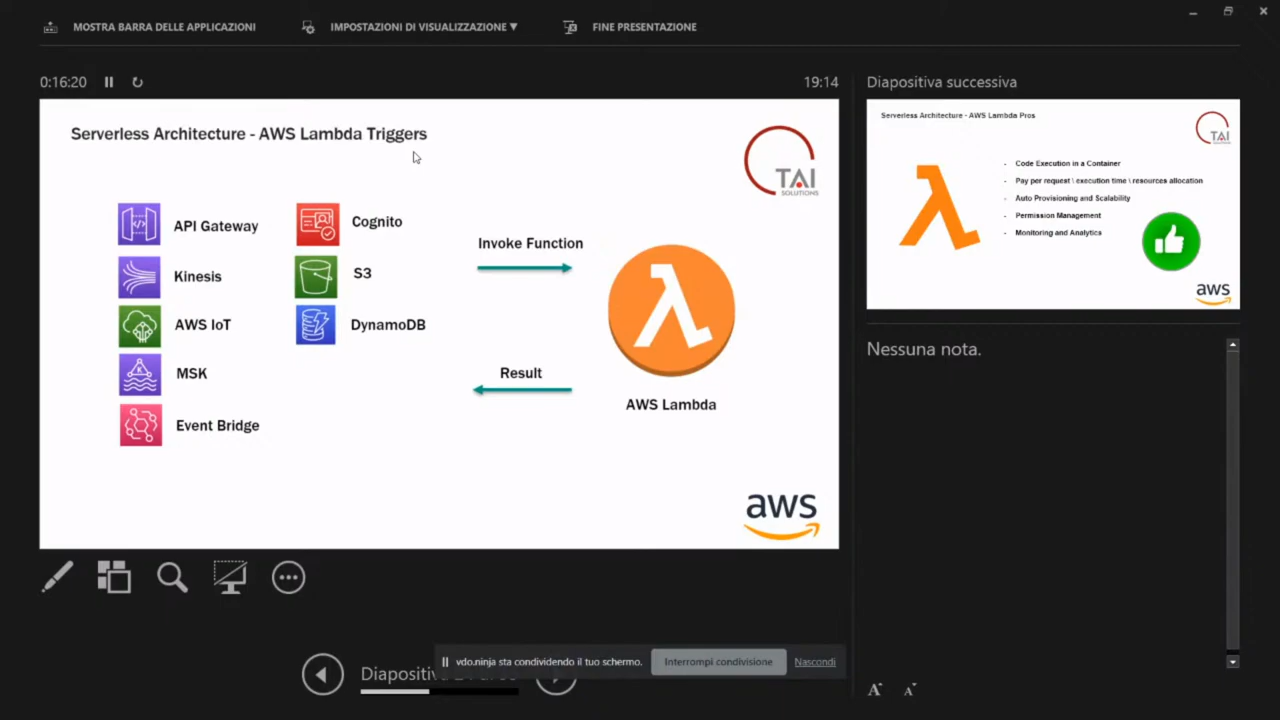 MOSTRA BARRA DELLE APPLICAZIONI
IMPOSTAZIONI DI VISUALIZZAZIONE ▼
FINE PRESENTAZIONE
0:16:20
19:14
Serverless Architecture - AWS Lambda Triggers
TAI
SOLUTIONS
API Gateway
Cognito
Kinesis
S3
AWS IoT
DynamoDB
MSK
Event Bridge
Invoke Function
Result
AWS Lambda
aws
Diapositiva successiva
Serverless Architecture - AWS Lambda Pros
TAI
SOLUTIONS
- Code Execution in a Container
- Pay per request \ execution time \ resources allocation
- Auto Provisioning and Scalability
- Permission Management
- Monitoring and Analytics
aws
Nessuna nota.
vdo.ninja sta condividendo il tuo schermo.
Interrompi condivisione
Nascondi
A A